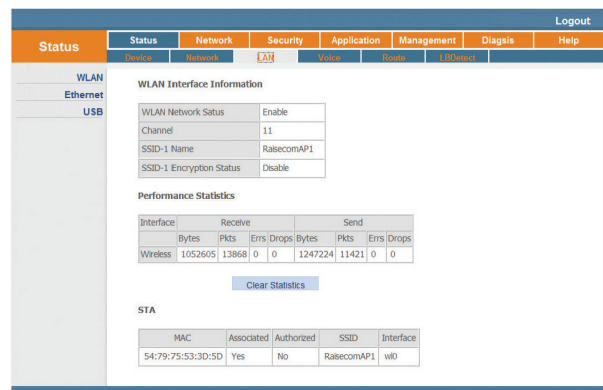 Logout
Status
Status Network Security Application Management Diagsis Help
Device Network LAN Voice Route LBDetect
WLAN
Ethernet
USB
WLAN Interface Information
WLAN Network Satus Enable
Channel 11
SSID-1 Name RaisecomAP1
SSID-1 Encryption Status Disable
Performance Statistics
Interface Receive Send
Bytes Pkts Errs Drops Bytes Pkts Errs Drops
Wireless 1052605 13868 0 0 1247224 11421 0 0
Clear Statistics
STA
MAC Associated Authorized SSID Interface
54:79:75:53:3D:5D Yes No RaisecomAP1 wl0